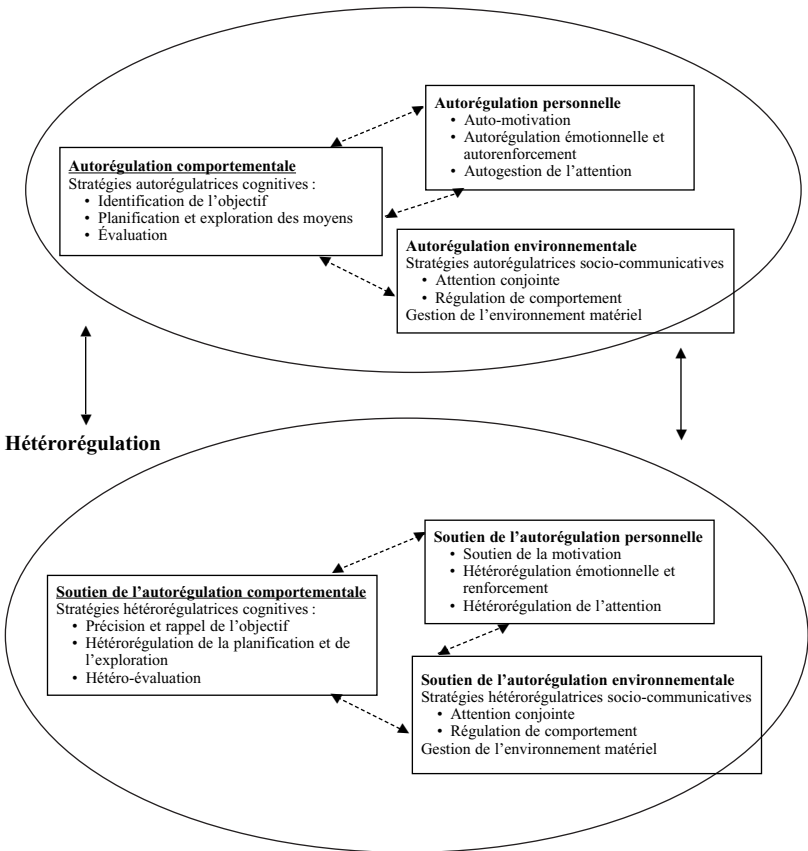 Autorégulation personnelle
• Auto-motivation
• Autorégulation émotionnelle et
autorenforcement
• Autogestion de l’attention
Autorégulation comportementale
Stratégies autorégulatrices cognitives :
• Identification de l’objectif
• Planification et exploration des moyens
• Évaluation
Autorégulation environnementale
Stratégies autorégulatrices socio-communicatives
• Attention conjointe
• Régulation de comportement
Gestion de l’environnement matériel
Hétérorégulation
Soutien de l’autorégulation personnelle
• Soutien de la motivation
• Hétérorégulation émotionnelle et
renforcement
• Hétérorégulation de l’attention
Soutien de l’autorégulation comportementale
Stratégies hétérorégulatrices cognitives :
• Précision et rappel de l’objectif
• Hétérorégulation de la planification et de
l’exploration
• Hétéro-évaluation
Soutien de l’autorégulation environnementale
Stratégies hétérorégulatrices socio-communicatives
• Attention conjointe
• Régulation de comportement
Gestion de l’environnement matériel